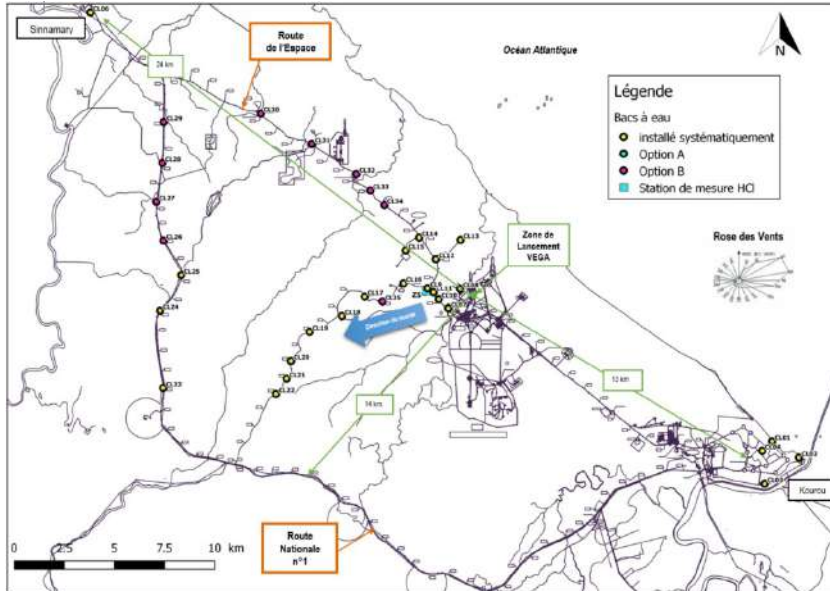 CL06
Sinnamary
Route
de l'Espace
Océan Atlantique
N
24 km
Légende
Bacs à eau
installé systématiquement
Option A
Option B
Station de mesure HCl
CL30
CL29
CL31
CL28
CL32
CL33
CL27
CL34
Rose des Vents
CL26
CL14
CL13
CL15
CL12
Zone de
Lancement
VEGA
CL25
CL16
CL17
CL35
CL24
CL18
CL19
CL20
CL21
CL22
CL23
14 km
12 km
CL01
CL04
CL02
CL03
Kourou
Route
Nationale
n°1
0 2.5 5 7.5 10 km